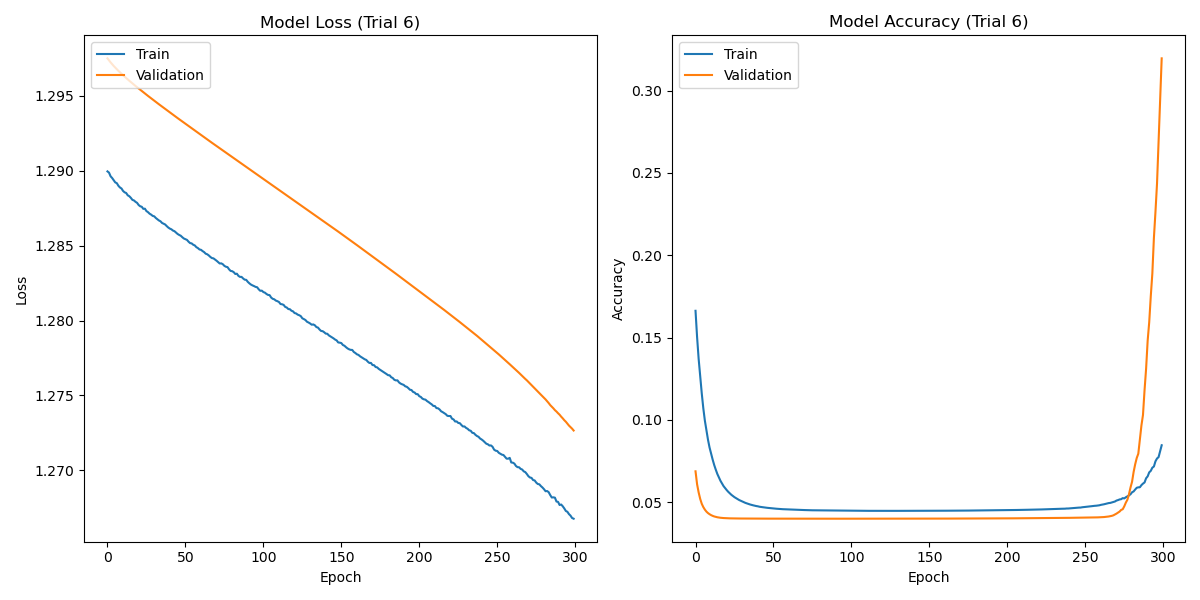 Model Loss (Trial 6)
Train
Validation
1.295
1.290
1.285
1.280
1.275
1.270
Loss
0
50
100
150
200
250
300
Epoch
Model Accuracy (Trial 6)
Train
Validation
0.30
0.25
0.20
0.15
0.10
0.05
Accuracy
0
50
100
150
200
250
300
Epoch